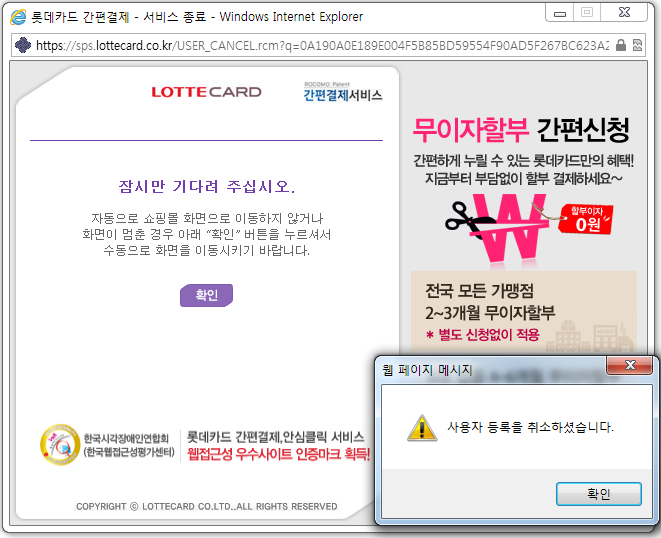 롯데카드 간편결제 - 서비스 종료 - Windows Internet Explorer
https://sps.lottecard.co.kr/USER_CANCEL.rcm?q=0A190A0E189E004F5B85BD59554F90AD5F267BC623A2
LOTTE CARD
ROCOMO Patent
간편결제서비스
잠시만 기다려 주십시오.
자동으로 쇼핑몰 화면으로 이동하지 않거나
화면이 멈춘 경우 아래 “확인” 버튼을 누르셔서
수동으로 화면을 이동시키기 바랍니다.
확인
한국시각장애인연합회
(한국웹접근성평가센터)
롯데카드 간편결제,안심클릭 서비스
웹접근성 우수사이트 인증마크 획득!
COPYRIGHT ⓒ LOTTECARD CO.LTD.,ALL RIGHTS RESERVED
무이자할부 간편신청
간편하게 누릴 수 있는 롯데카드만의 혜택!
지금부터 부담없이 할부 결제하세요~
할부이자
0원
전국 모든 가맹점
2~3개월 무이자할부
* 별도 신청없이 적용
웹 페이지 메시지
사용자 등록을 취소하셨습니다.
확인